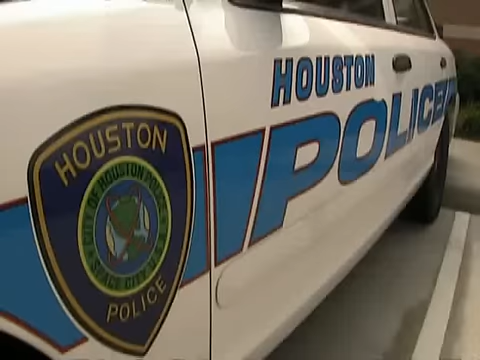 HOUSTON
POLICE
HOUSTON
CITY OF HOUSTON POLICE
SPACE CITY U.S.A.
POLICE